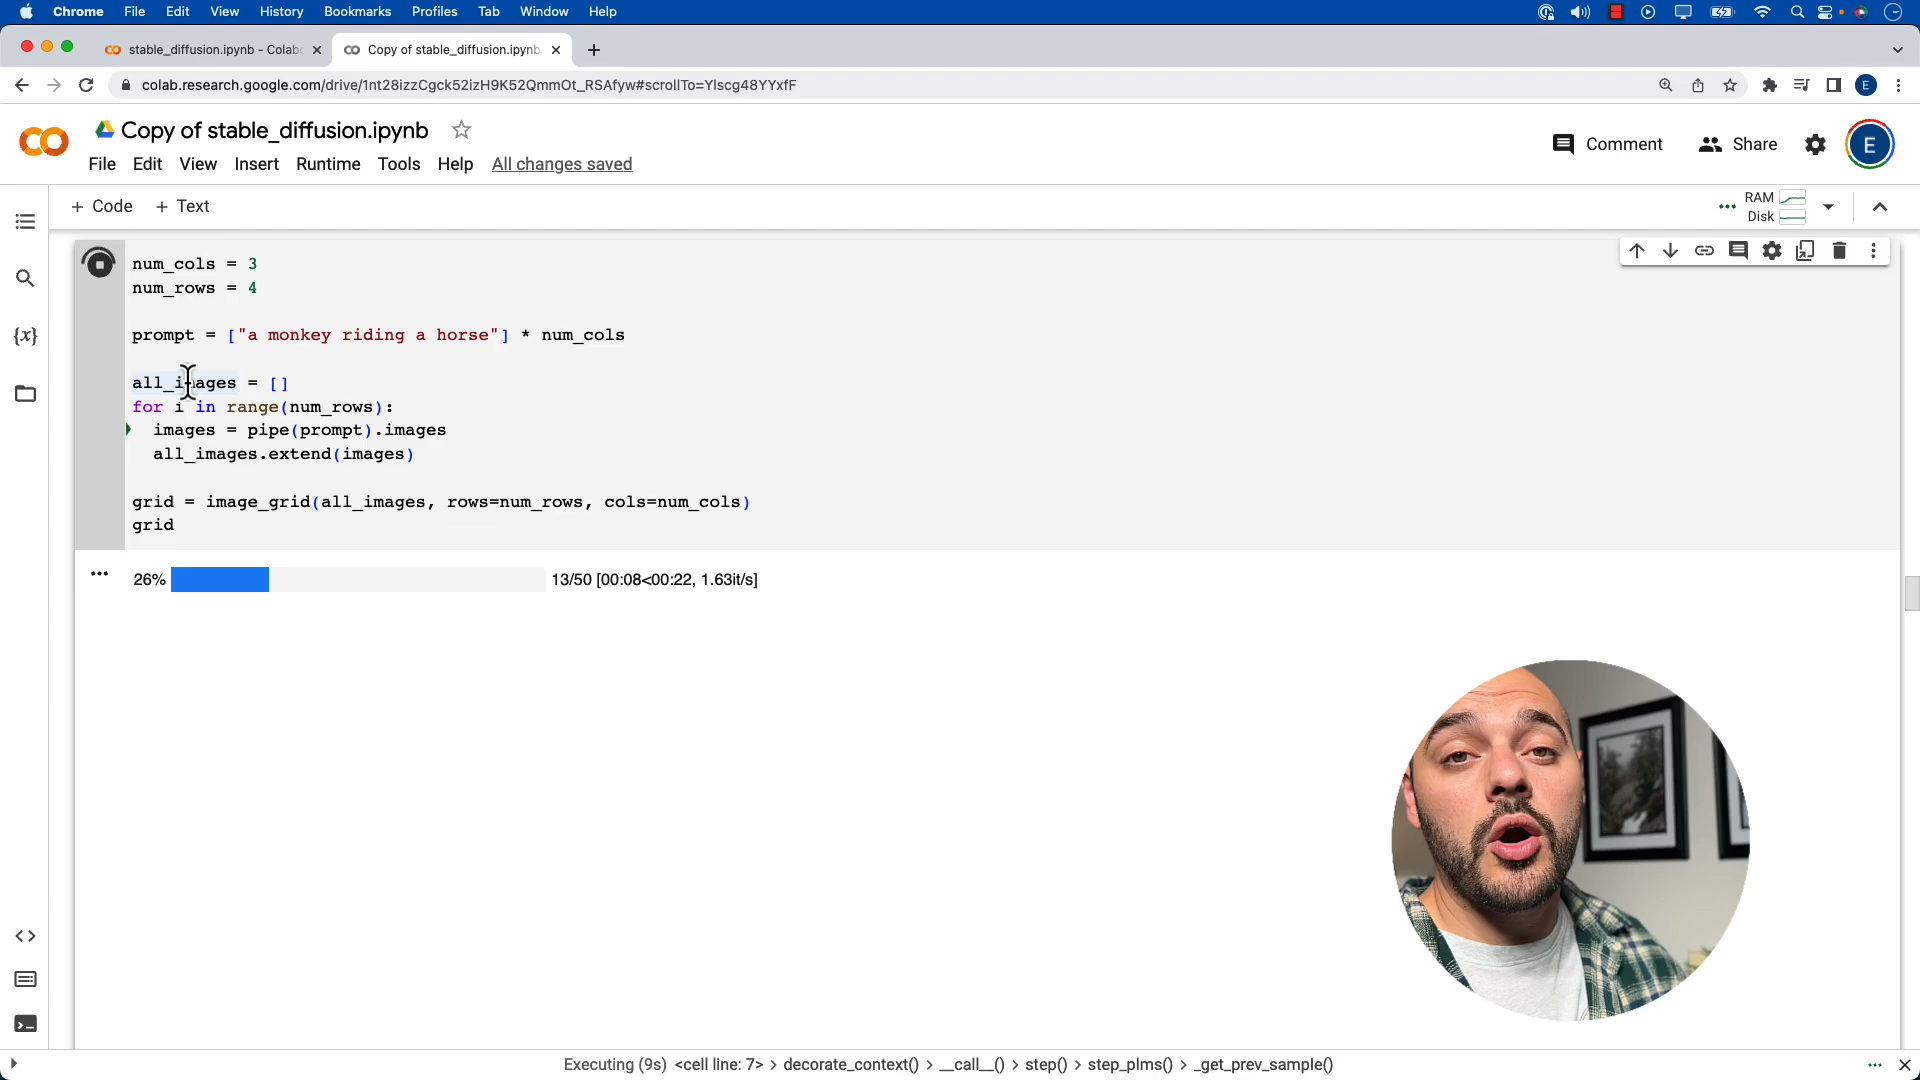 Chrome File Edit View History Bookmarks Profiles Tab Window Help
stable_diffusion.ipynb - Colab
Copy of stable_diffusion.ipynb
colab.research.google.com/drive/1nt28izzCgck52izH9K52QmmOt_RSAfyw#scrollTo=YIscg48YYxfF
E
Copy of stable_diffusion.ipynb
Comment Share E
File Edit View Insert Runtime Tools Help All changes saved
+ Code + Text
RAM
Disk
{x}
num_cols = 3
num_rows = 4
prompt = ["a monkey riding a horse"] * num_cols
all_images = []
for i in range(num_rows):
images = pipe(prompt).images
all_images.extend(images)
grid = image_grid(all_images, rows=num_rows, cols=num_cols)
grid
26% 13/50 [00:08<00:22, 1.63it/s]
Executing (9s) <cell line: 7> > decorate_context() > __call__() > step() > step_plms() > _get_prev_sample()